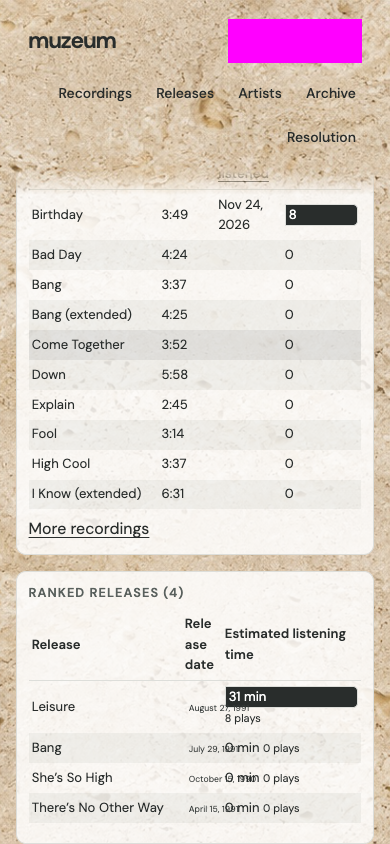 muzeum
Recordings Releases Artists Archive
Resolution
listened
Birthday 3:49 Nov 24, 2026 8
Bad Day 4:24 0
Bang 3:37 0
Bang (extended) 4:25 0
Come Together 3:52 0
Down 5:58 0
Explain 2:45 0
Fool 3:14 0
High Cool 3:37 0
I Know (extended) 6:31 0
More recordings
RANKED RELEASES (4)
Release Release date Estimated listening time
Leisure August 27, 1991 31 min 8 plays
Bang July 29, 1991 0 min 0 plays
She’s So High October 0 min 0 plays
There’s No Other Way April 15, 1991 0 min 0 plays